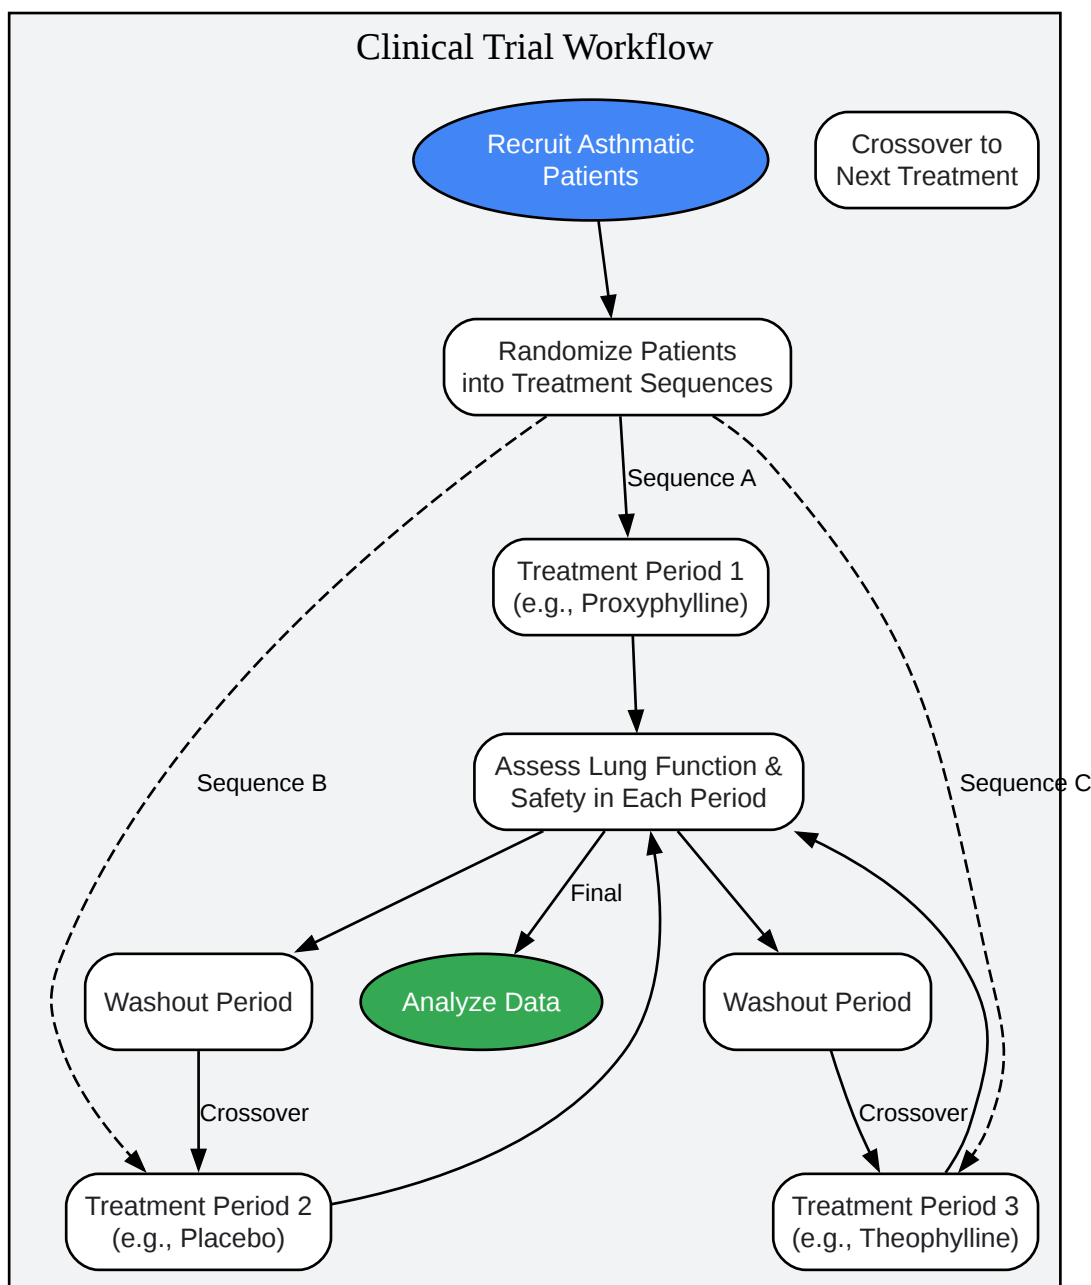 Clinical Trial Workflow
Recruit Asthmatic
Patients
Crossover to
Next Treatment
Randomize Patients
into Treatment Sequences
Sequence A
Treatment Period 1
(e.g., Proxyphylline)
Assess Lung Function &
Safety in Each Period
Sequence B
Sequence C
Final
Washout Period
Analyze Data
Washout Period
Crossover
Crossover
Treatment Period 2
(e.g., Placebo)
Treatment Period 3
(e.g., Theophylline)